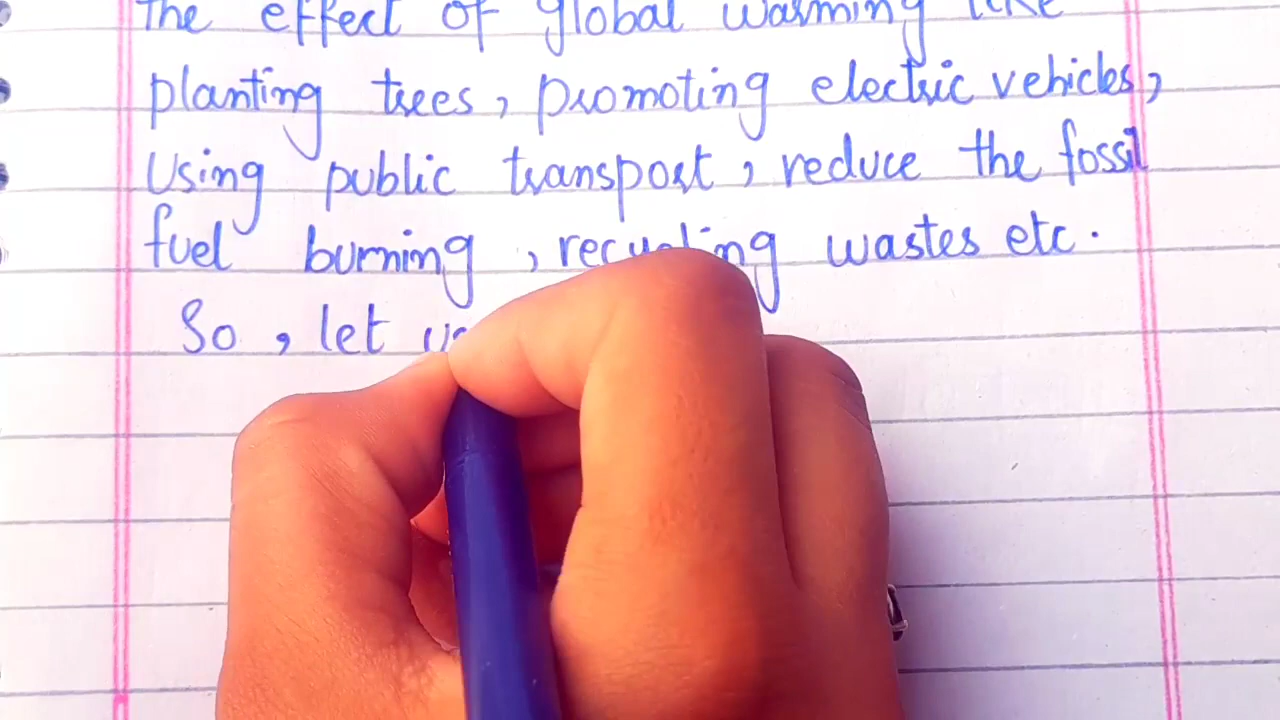 the effect of global warming like
planting trees, promoting electric vehicles,
Using public transport, reduce the fossil
fuel burning, recycling wastes etc.
So, let us